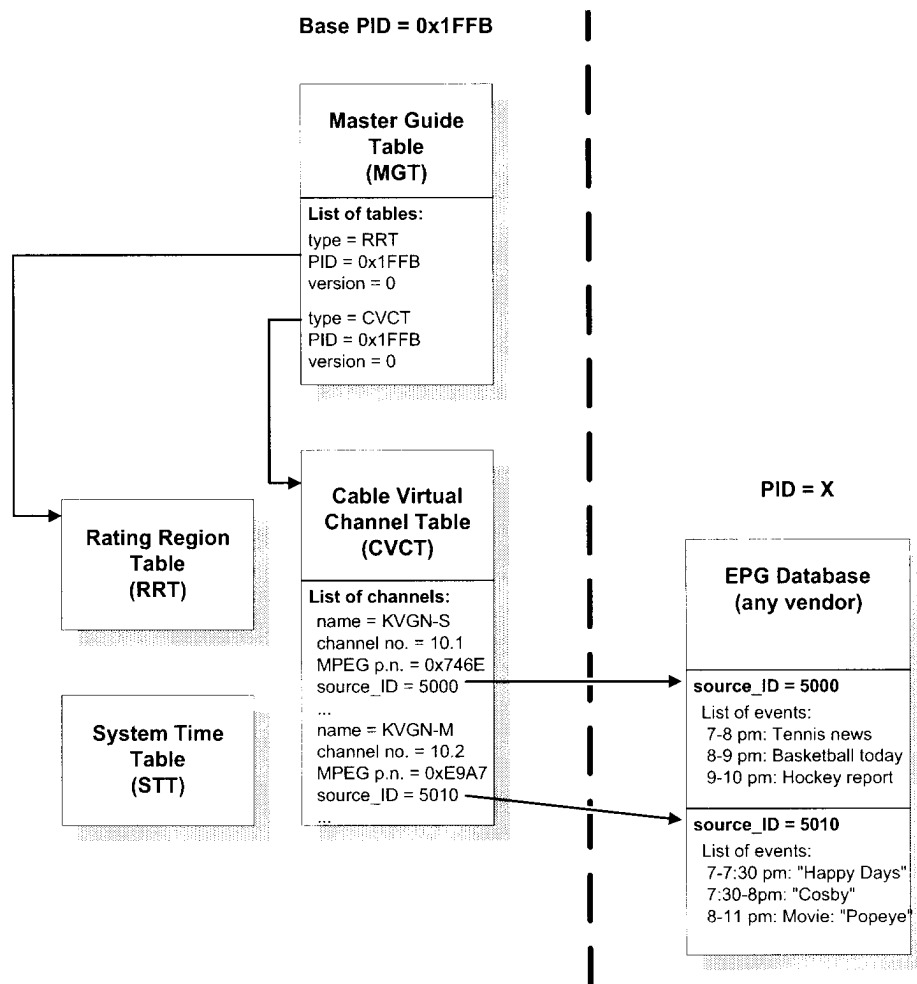 Base PID = 0x1FFB
Master Guide
Table
(MGT)
List of tables:
type = RRT
PID = 0x1FFB
version = 0
type = CVCT
PID = 0x1FFB
version = 0
Rating Region
Table
(RRT)
System Time
Table
(STT)
Cable Virtual
Channel Table
(CVCT)
List of channels:
name = KVGN-S
channel no. = 10.1
MPEG p.n. = 0x746E
source_ID = 5000
...
name = KVGN-M
channel no. = 10.2
MPEG p.n. = 0xE9A7
source_ID = 5010
...
PID = X
EPG Database
(any vendor)
source_ID = 5000
List of events:
7-8 pm: Tennis news
8-9 pm: Basketball today
9-10 pm: Hockey report
source_ID = 5010
List of events:
7-7:30 pm: "Happy Days"
7:30-8pm: "Cosby"
8-11 pm: Movie: "Popeye"